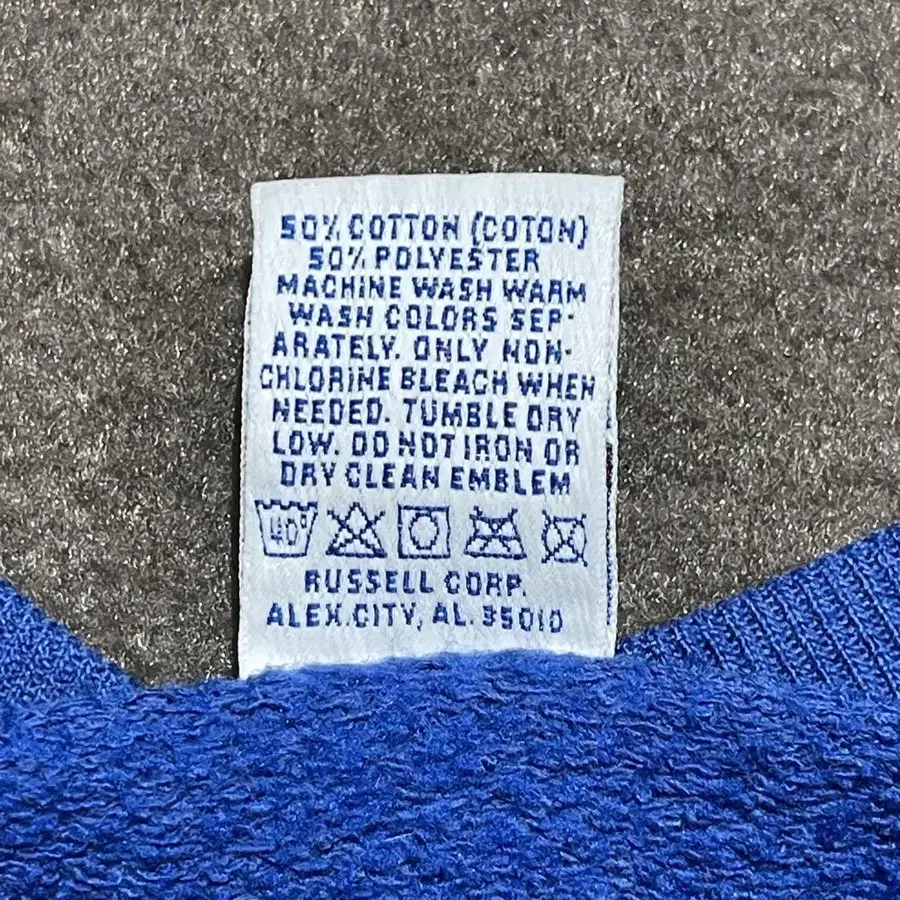 50% COTTON (COTON)
50% POLYESTER
MACHINE WASH WARM
WASH COLORS SEP-
ARATELY. ONLY NON-
CHLORINE BLEACH WHEN
NEEDED. TUMBLE DRY
LOW. DO NOT IRON OR
DRY CLEAN EMBLEM
40°
RUSSELL CORP.
ALEX.CITY, AL. 35010